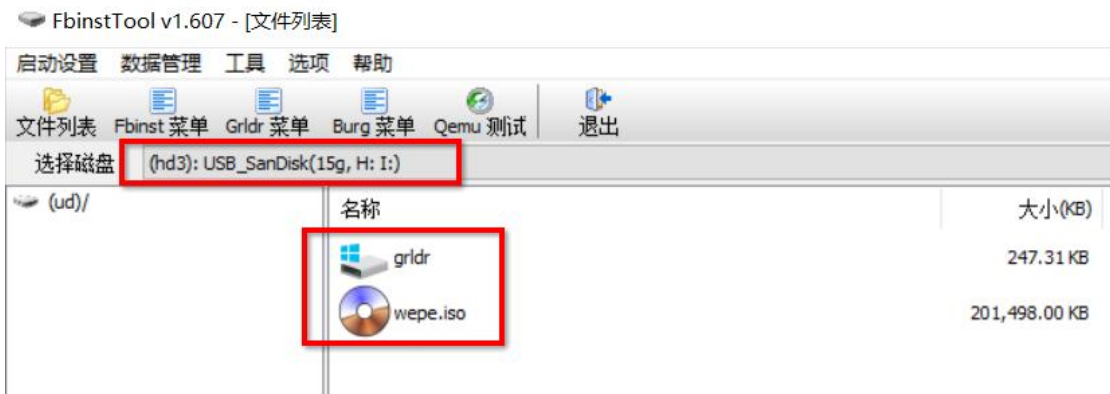 FbinstTool v1.607 - [文件列表]
启动设置 数据管理 工具 选项 帮助
文件列表 Fbinst 菜单 Grldr 菜单 Burg 菜单 Qemu 测试 退出
选择磁盘 (hd3): USB_SanDisk(15g, H: I:)
(ud)/
名称 大小(KB)
grldr 247.31 KB
wepe.iso 201,498.00 KB